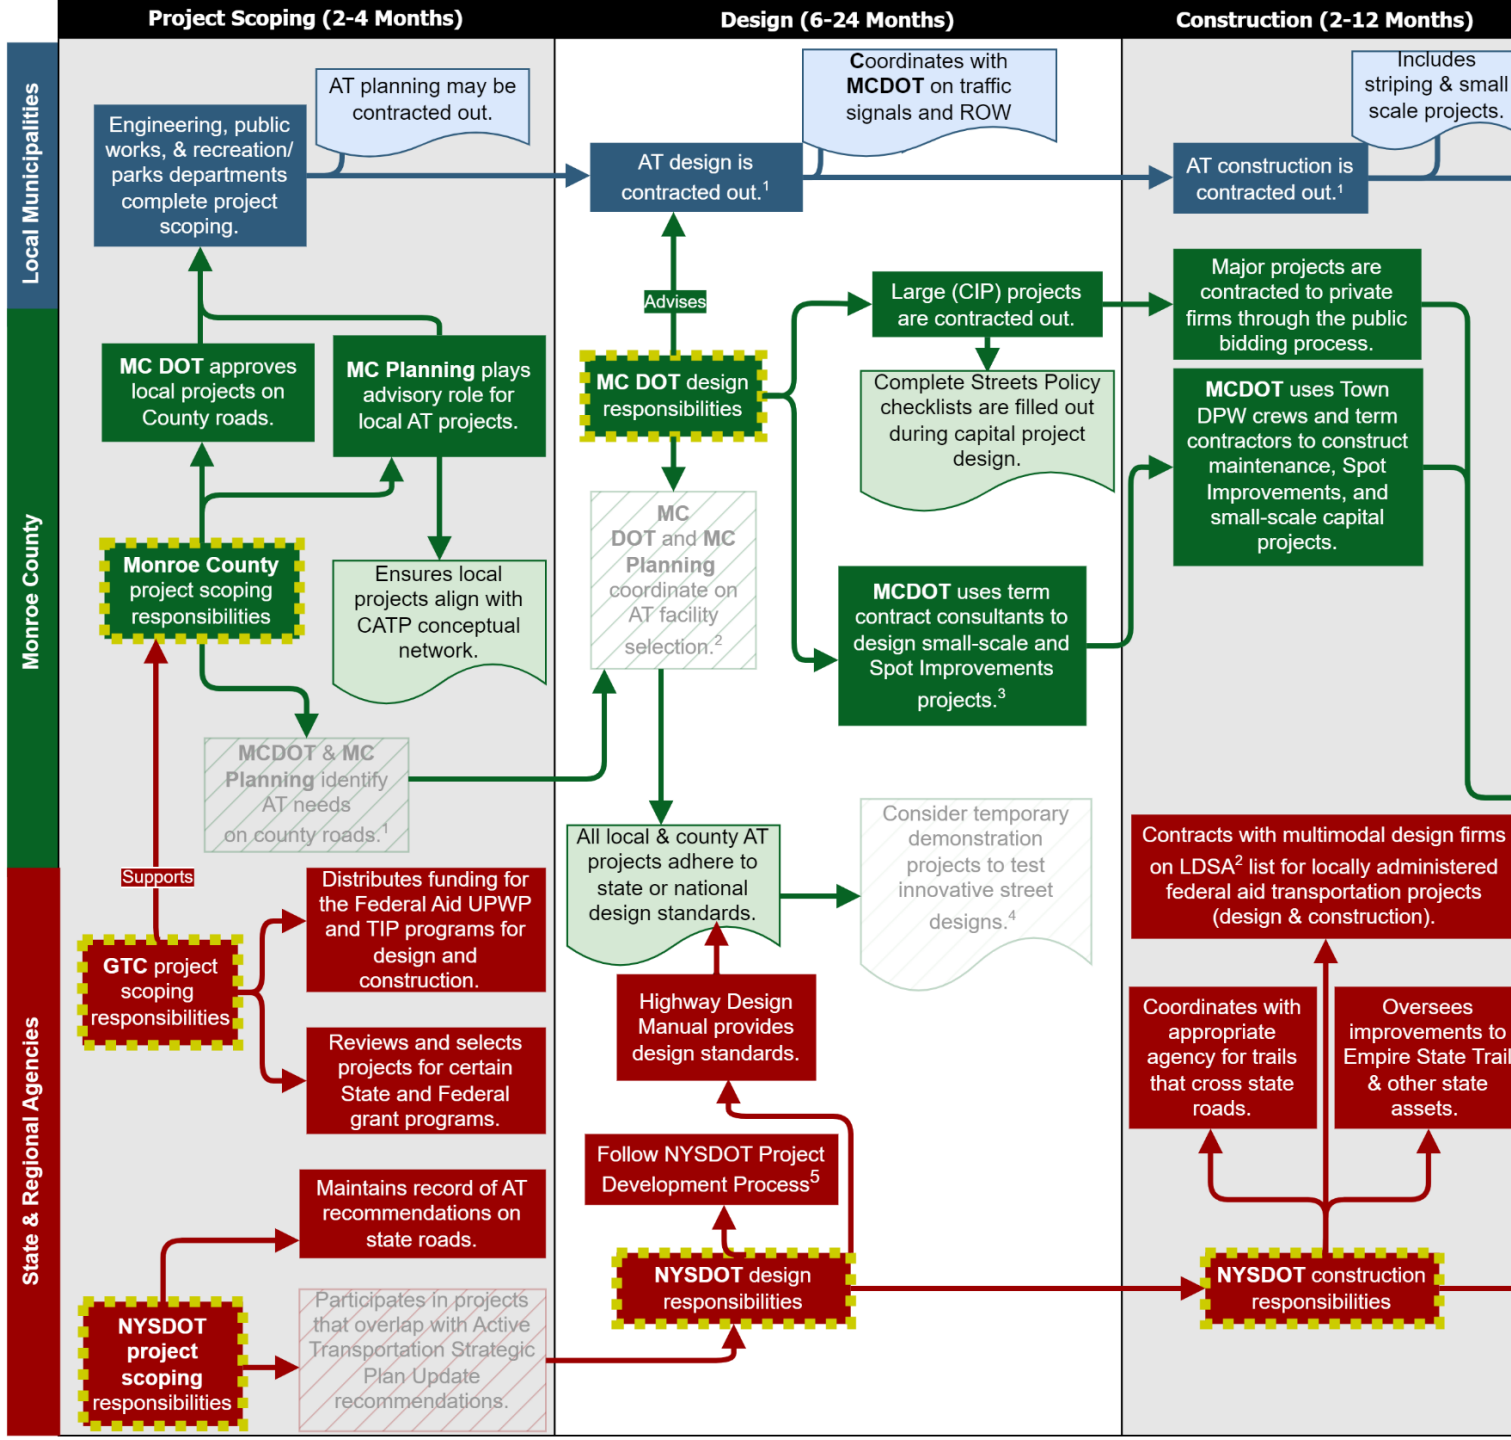 Project Scoping (2-4 Months)
Design (6-24 Months)
Construction (2-12 Months)
Local Municipalities
Engineering, public
works, & recreation/
parks departments
complete project
scoping.
AT planning may be
contracted out.
AT design is
contracted out.¹
Coordinates with
MCDOT on traffic
signals and ROW
AT construction is
contracted out.¹
Includes
striping & small
scale projects.
Monroe County
MC DOT approves
local projects on
County roads.
MC Planning plays
advisory role for
local AT projects.
Monroe County
project scoping
responsibilities
Ensures local
projects align with
CATP conceptual
network.
MCDOT & MC
Planning identify
AT needs
on county roads.¹
Advises
MC DOT design
responsibilities
Large (CIP) projects
are contracted out.
Complete Streets Policy
checklists are filled out
during capital project
design.
MC
DOT and MC
Planning
coordinate on
AT facility
selection.²
MCDOT uses term
contract consultants to
design small-scale and
Spot Improvements
projects.³
All local & county AT
projects adhere to
state or national
design standards.
Consider temporary
demonstration
projects to test
innovative street
designs.⁴
Major projects are
contracted to private
firms through the public
bidding process.
MCDOT uses Town
DPW crews and term
contractors to construct
maintenance, Spot
Improvements, and
small-scale capital
projects.
State & Regional Agencies
Supports
GTC project
scoping
responsibilities
Distributes funding for
the Federal Aid UPWP
and TIP programs for
design and
construction.
Reviews and selects
projects for certain
State and Federal
grant programs.
Maintains record of AT
recommendations on
state roads.
NYSDOT
project
scoping
responsibilities
Participates in projects
that overlap with Active
Transportation Strategic
Plan Update
recommendations.
Highway Design
Manual provides
design standards.
Follow NYSDOT Project
Development Process⁵
NYSDOT design
responsibilities
Contracts with multimodal design firms
on LDSA² list for locally administered
federal aid transportation projects
(design & construction).
Coordinates with
appropriate
agency for trails
that cross state
roads.
Oversees
improvements to
Empire State Trail
& other state
assets.
NYSDOT construction
responsibilities